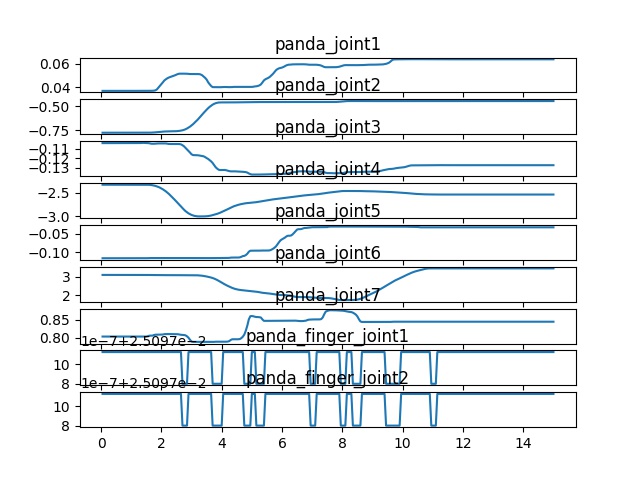 panda_joint1
0.06
0.04
panda_joint2
−0.50
−0.75
panda_joint3
−0.11
−0.12
−0.13
panda_joint4
−2.5
−3.0
panda_joint5
−0.05
−0.10
panda_joint6
3
2
panda_joint7
0.85
0.80
panda_finger_joint1
1e−7+2.5097e−2
10
8
panda_finger_joint2
1e−7+2.5097e−2
10
8
0 2 4 6 8 10 12 14